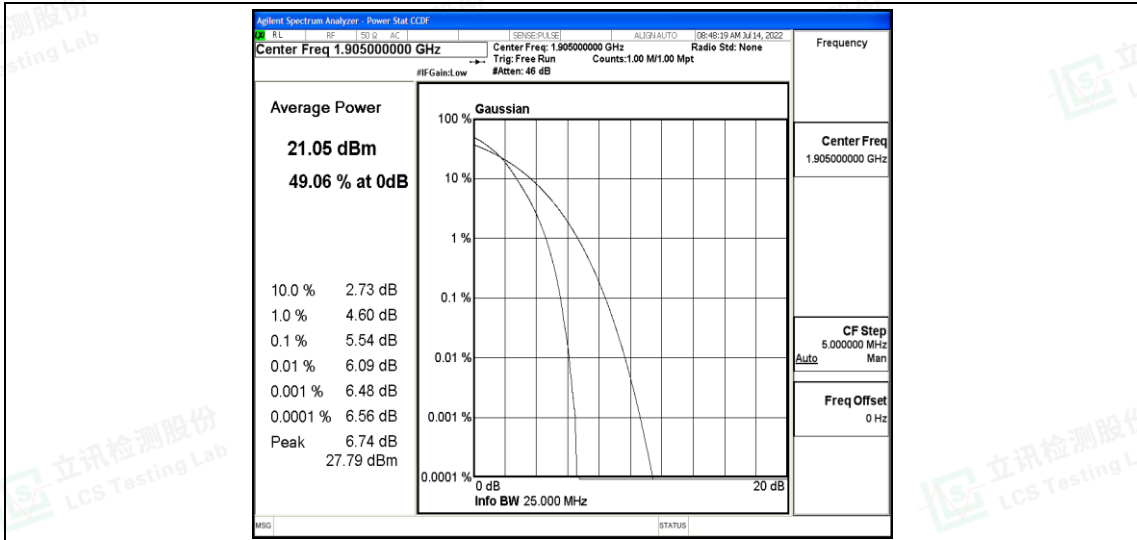 Agilent Spectrum Analyzer - Power Stat CCDF
RL RF 50 Ω AC SENSE:PULSE ALIGNAUTO 08:48:19 AM Jul 14, 2022
Center Freq 1.905000000 GHz
Center Freq: 1.905000000 GHz Radio Std: None
Trig: Free Run Counts:1.00 M/1.00 Mpt
#IFGain:Low #Atten: 46 dB
Frequency
Average Power
21.05 dBm
49.06 % at 0dB
10.0 % 2.73 dB
1.0 % 4.60 dB
0.1 % 5.54 dB
0.01 % 6.09 dB
0.001 % 6.48 dB
0.0001 % 6.56 dB
Peak 6.74 dB
27.79 dBm
Gaussian
100 %
10 %
1 %
0.1 %
0.01 %
0.001 %
0.0001 %
0 dB 20 dB
Info BW 25.000 MHz
Center Freq
1.905000000 GHz
CF Step
5.000000 MHz
Auto Man
Freq Offset
0 Hz
MSG STATUS
立讯检测股份
LCS Testing Lab
立讯检测股份
LCS Testing L